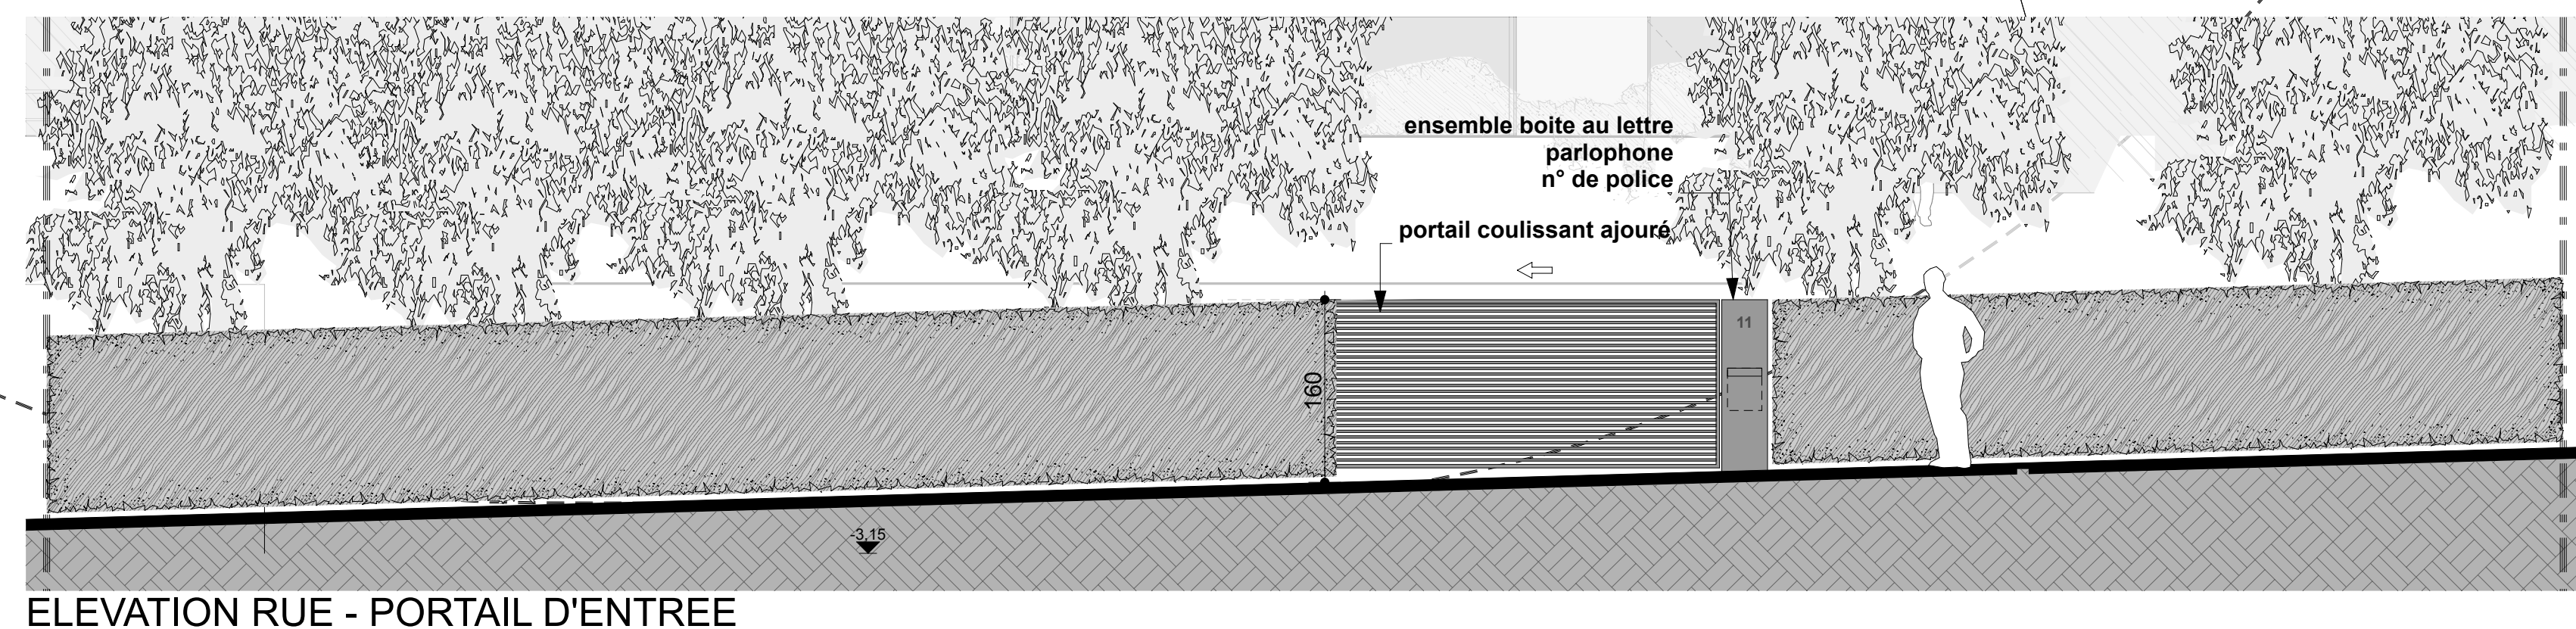 ensemble boite au lettre
parlophone
n° de police
portail coulissant ajouré
11
160
-3,15
ELEVATION RUE - PORTAIL D'ENTREE